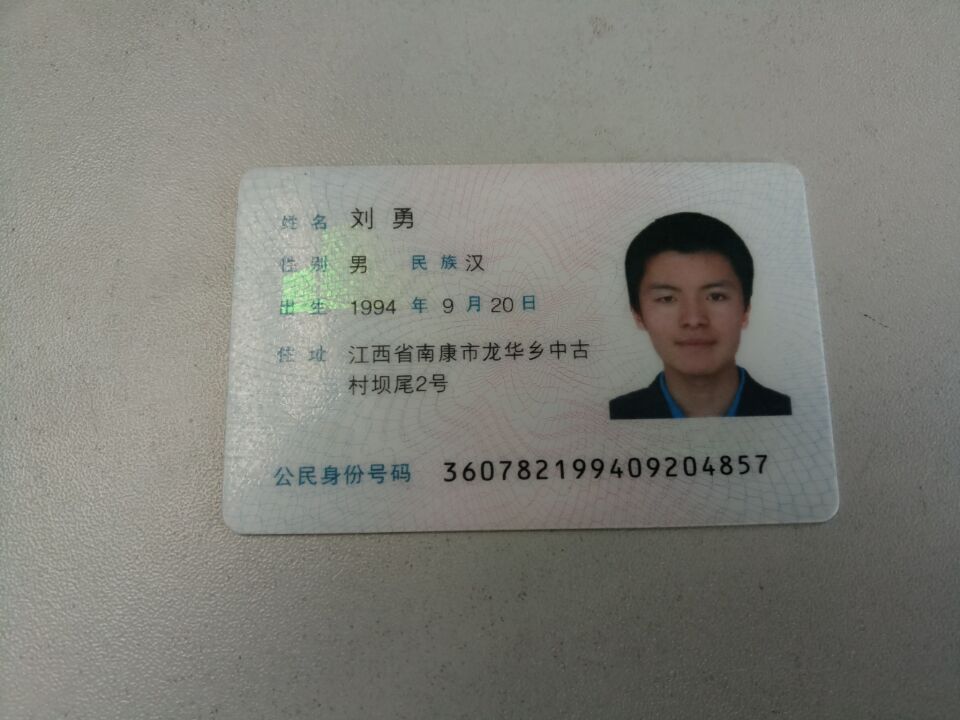 姓名 刘勇
性别 男 民族 汉
出生 1994 年 9 月 20 日
住址 江西省南康市龙华乡中古
村坝尾2号
公民身份号码 360782199409204857